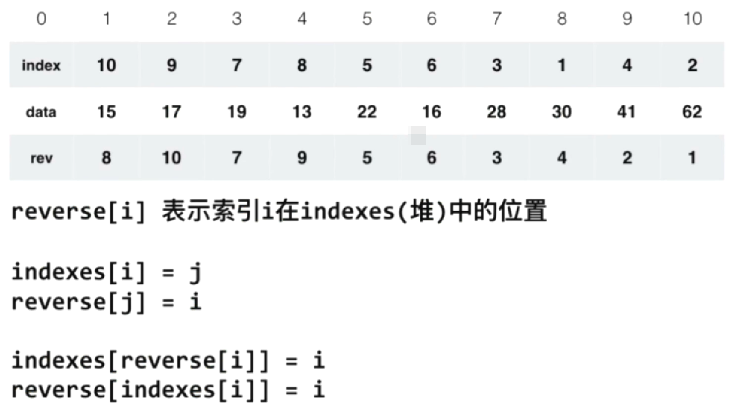 0 1 2 3 4 5 6 7 8 9 10
index 10 9 7 8 5 6 3 1 4 2
data 15 17 19 13 22 16 28 30 41 62
rev 8 10 7 9 5 6 3 4 2 1
reverse[i] 表示索引i在indexes(堆)中的位置
indexes[i] = j
reverse[j] = i
indexes[reverse[i]] = i
reverse[indexes[i]] = i